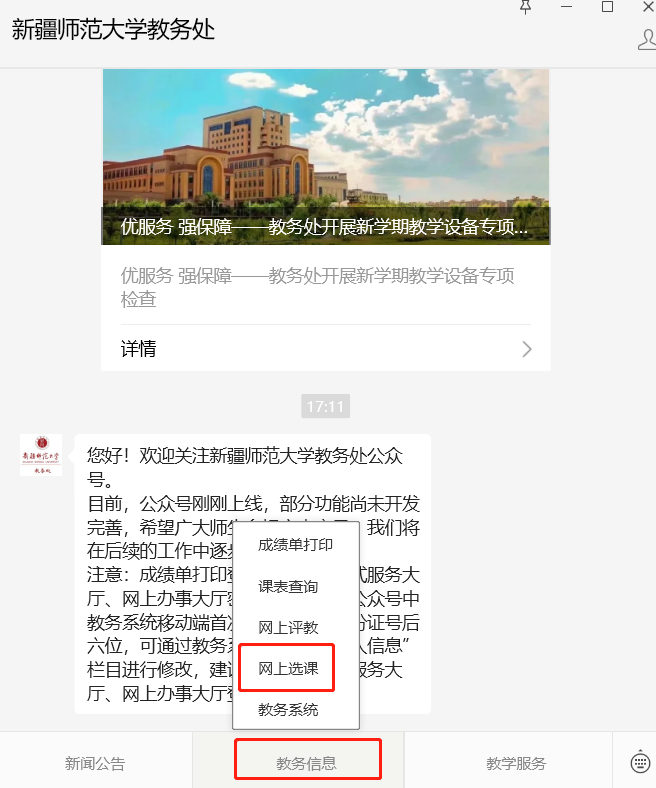 新疆师范大学教务处
优服务 强保障——教务处开展新学期教学设备专项...
优服务 强保障——教务处开展新学期教学设备专项
检查
详情
17:11
您好！欢迎关注新疆师范大学教务处公众
号。
目前，公众号刚刚上线，部分功能尚未开发
完善，希望广大师生 我们将
在后续的工作中逐步
注意：成绩单打印 服务大
厅、网上办事大厅 公众号中
教务系统移动端首次 份证号后
六位，可通过教务系 人信息”
栏目进行修改，建议 服务大
厅、网上办事大厅
成绩单打印
课表查询
网上评教
网上选课
教务系统
新闻公告
教务信息
教学服务